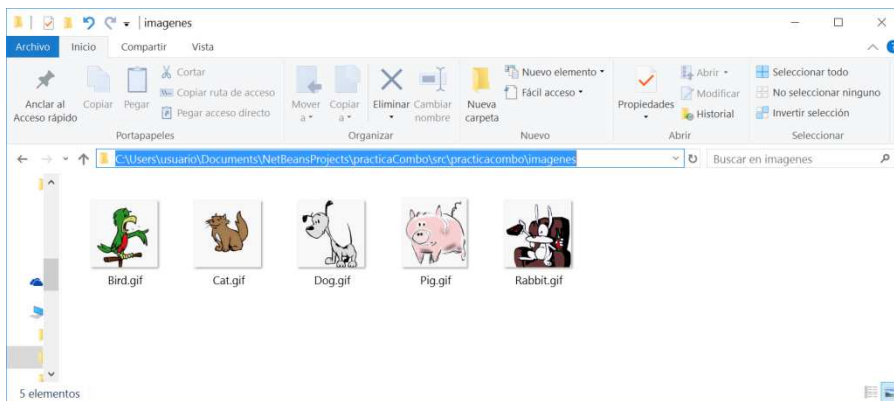 imagenes
Archivo Inicio Compartir Vista
Anclar al
Acceso rápido
Copiar
Pegar
Cortar
Copiar ruta de acceso
Pegar acceso directo
Portapapeles
Mover
a
Copiar
a
Eliminar
Cambiar
nombre
Organizar
Nueva
carpeta
Nuevo elemento
Fácil acceso
Nuevo
Propiedades
Abrir
Modificar
Historial
Abrir
Seleccionar todo
No seleccionar ninguno
Invertir selección
Seleccionar
C:\Users\usuario\Documents\NetBeansProjects\practicaCombo\src\practicacombo\imagenes
Buscar en imagenes
Bird.gif Cat.gif Dog.gif Pig.gif Rabbit.gif
5 elementos